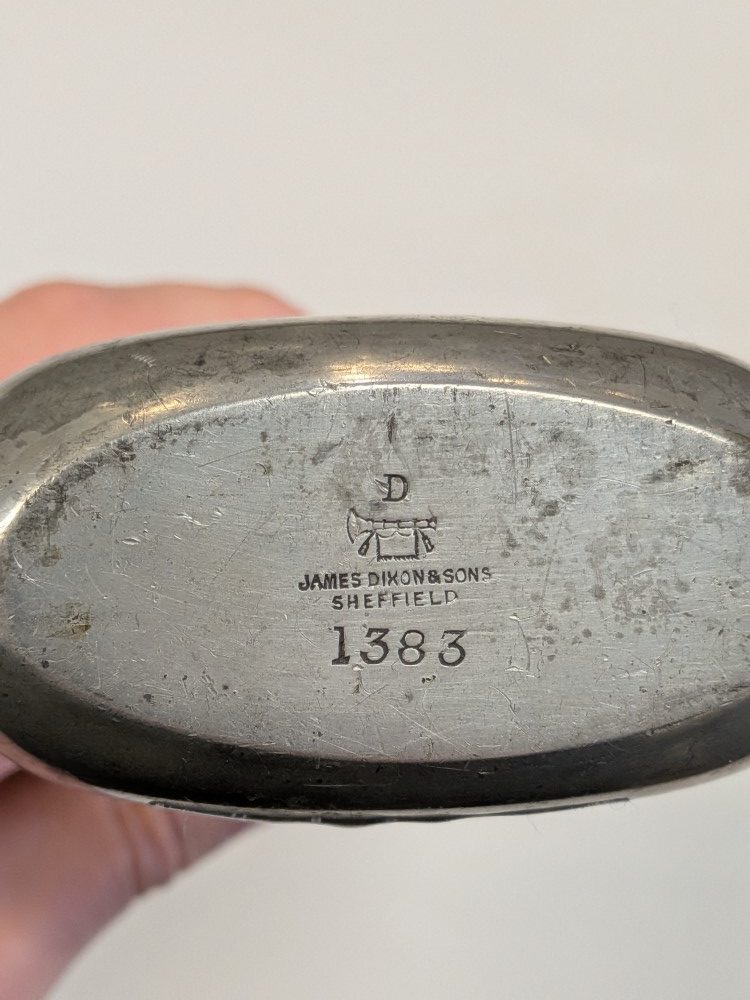 D
JAMES DIXON & SONS
SHEFFIELD
1383